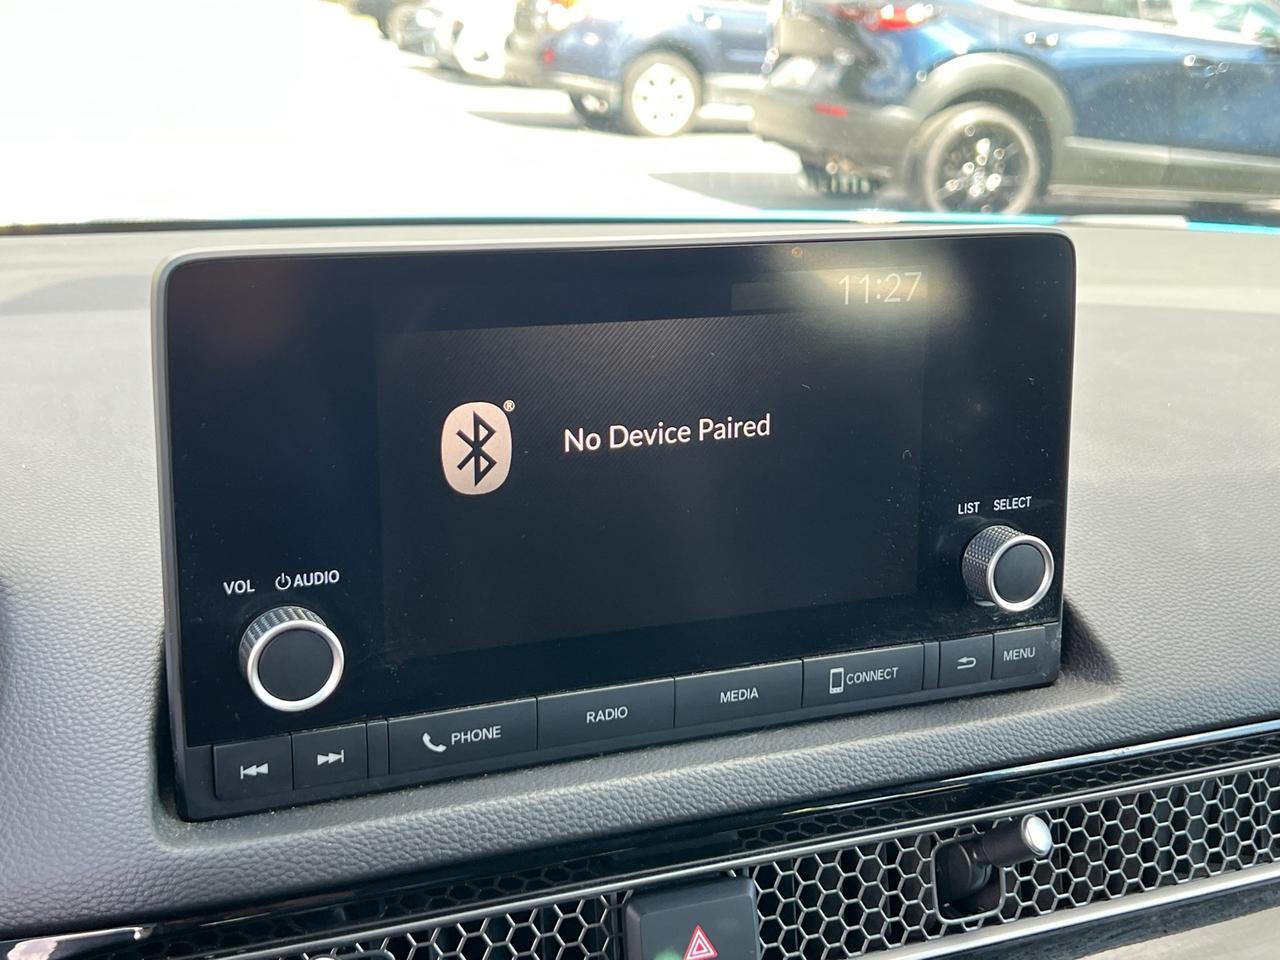 11:27
®
No Device Paired
LIST SELECT
VOL AUDIO
PHONE
RADIO
MEDIA
CONNECT
MENU